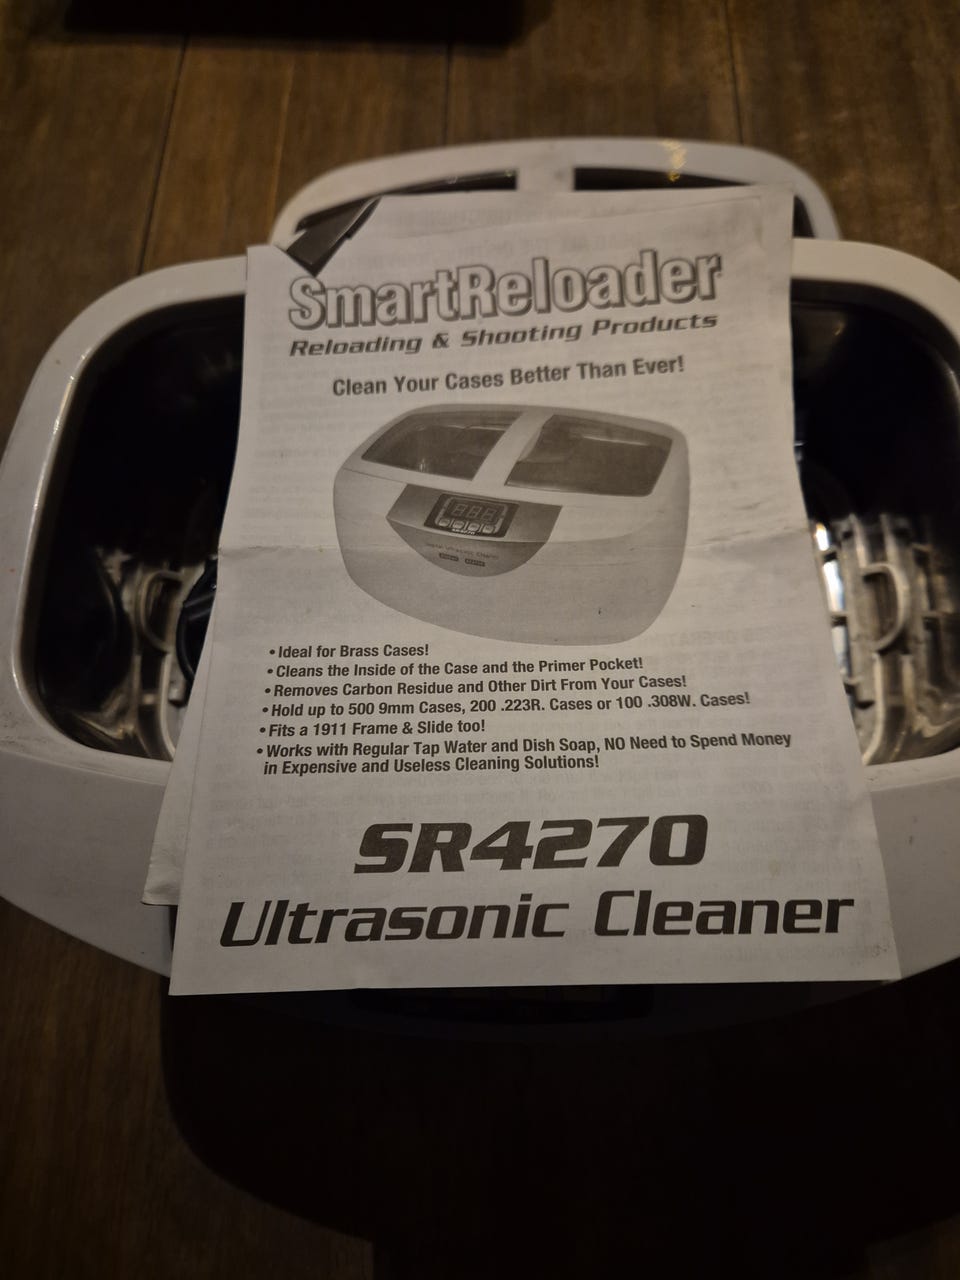 SmartReloader
Reloading & Shooting Products
Clean Your Cases Better Than Ever!
SR4270
• Ideal for Brass Cases!
• Cleans the Inside of the Case and the Primer Pocket!
• Removes Carbon Residue and Other Dirt From Your Cases!
• Hold up to 500 9mm Cases, 200 .223R. Cases or 100 .308W. Cases!
• Fits a 1911 Frame & Slide too!
• Works with Regular Tap Water and Dish Soap, NO Need to Spend Money
in Expensive and Useless Cleaning Solutions!
SR4270
Ultrasonic Cleaner